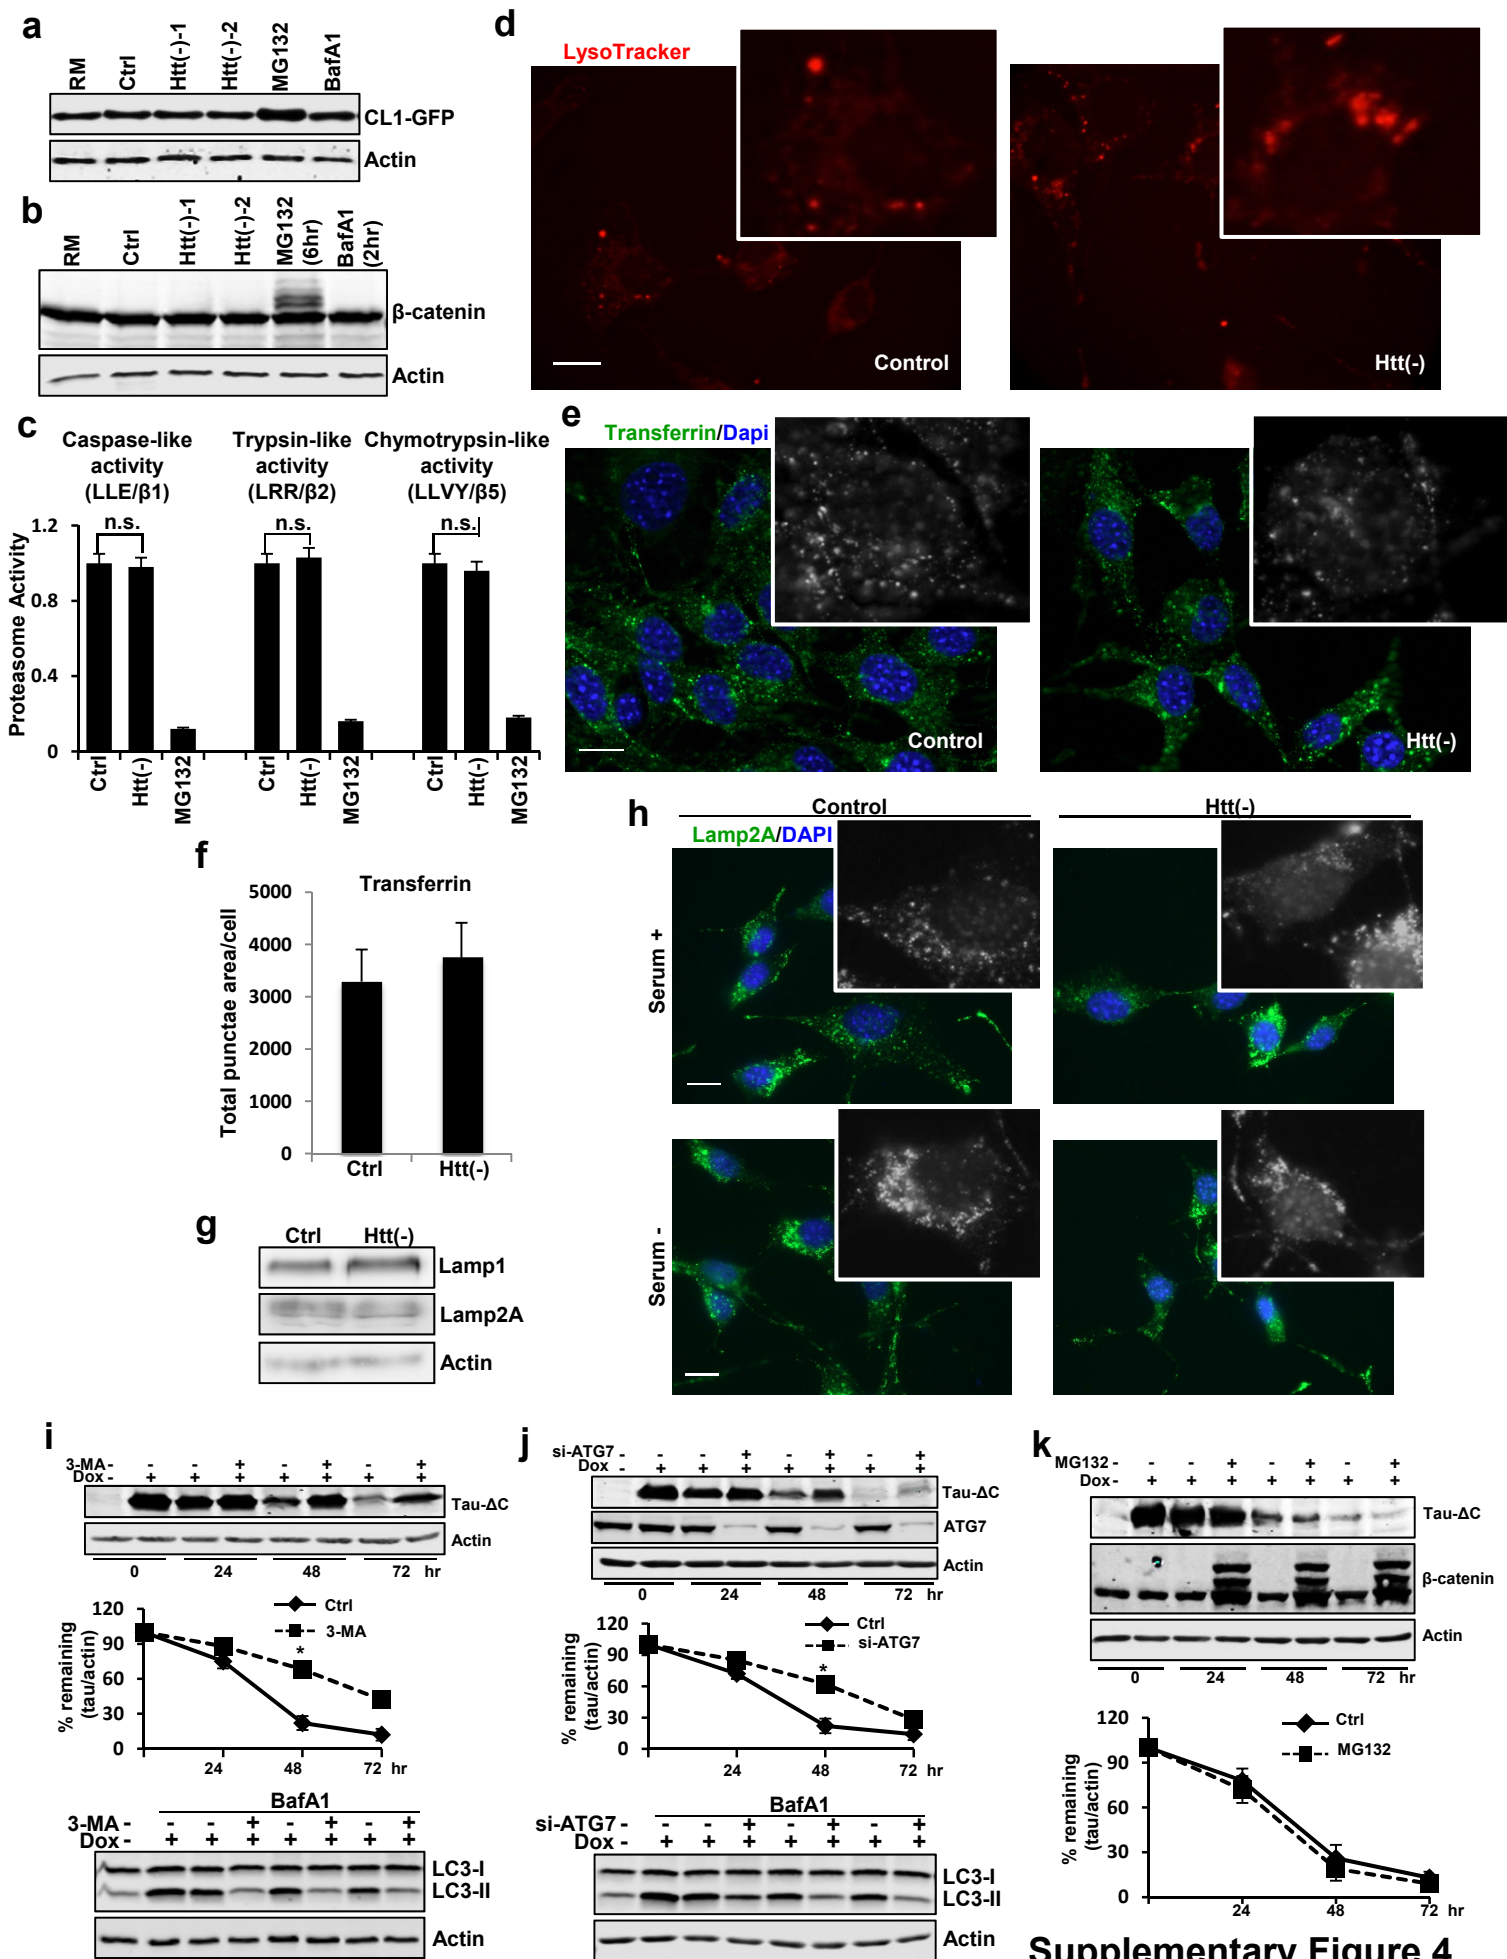 a
RM
Ctrl
Htt(-)-1
Htt(-)-2
MG132
BafA1
CL1-GFP
Actin
b
RM
Ctrl
Htt(-)-1
Htt(-)-2
MG132
(6hr)
BafA1
(2hr)
β-catenin
Actin
c
Caspase-like
activity
(LLE/β1)
Trypsin-like
activity
(LRR/β2)
Chymotrypsin-like
activity
(LLVY/β5)
n.s.
n.s.
n.s.
Proteasome Activity
1.2
0.8
0.4
0
Ctrl
Htt(-)
MG132
Ctrl
Htt(-)
MG132
Ctrl
Htt(-)
MG132
d
LysoTracker
Control
Htt(-)
e
Transferrin/Dapi
Control
Htt(-)
f
Transferrin
Total punctae area/cell
5000
4000
3000
2000
1000
0
Ctrl
Htt(-)
g
Ctrl
Htt(-)
Lamp1
Lamp2A
Actin
h
Control
Htt(-)
Lamp2A/DAPI
Serum +
Serum -
i
3-MA - - - + - + - +
Dox - + + + + + + +
Tau-ΔC
Actin
0 24 48 72 hr
% remaining
(tau/actin)
120
90
60
30
0
Ctrl
3-MA
*
24 48 72 hr
BafA1
3-MA - - - + - + - +
Dox - + + + + + + +
LC3-I
LC3-II
Actin
j
si-ATG7 - - - + - + - +
Dox - + + + + + + +
Tau-ΔC
ATG7
Actin
0 24 48 72 hr
% remaining
(tau/actin)
120
90
60
30
0
Ctrl
si-ATG7
*
24 48 72 hr
BafA1
si-ATG7 - - - + - + - +
Dox - + + + + + + +
LC3-I
LC3-II
Actin
k
MG132 - - - + - + - +
Dox - + + + + + + +
Tau-ΔC
β-catenin
Actin
0 24 48 72 hr
% remaining
(tau/actin)
120
90
60
30
0
Ctrl
MG132
24 48 72 hr
Supplementary Figure 4